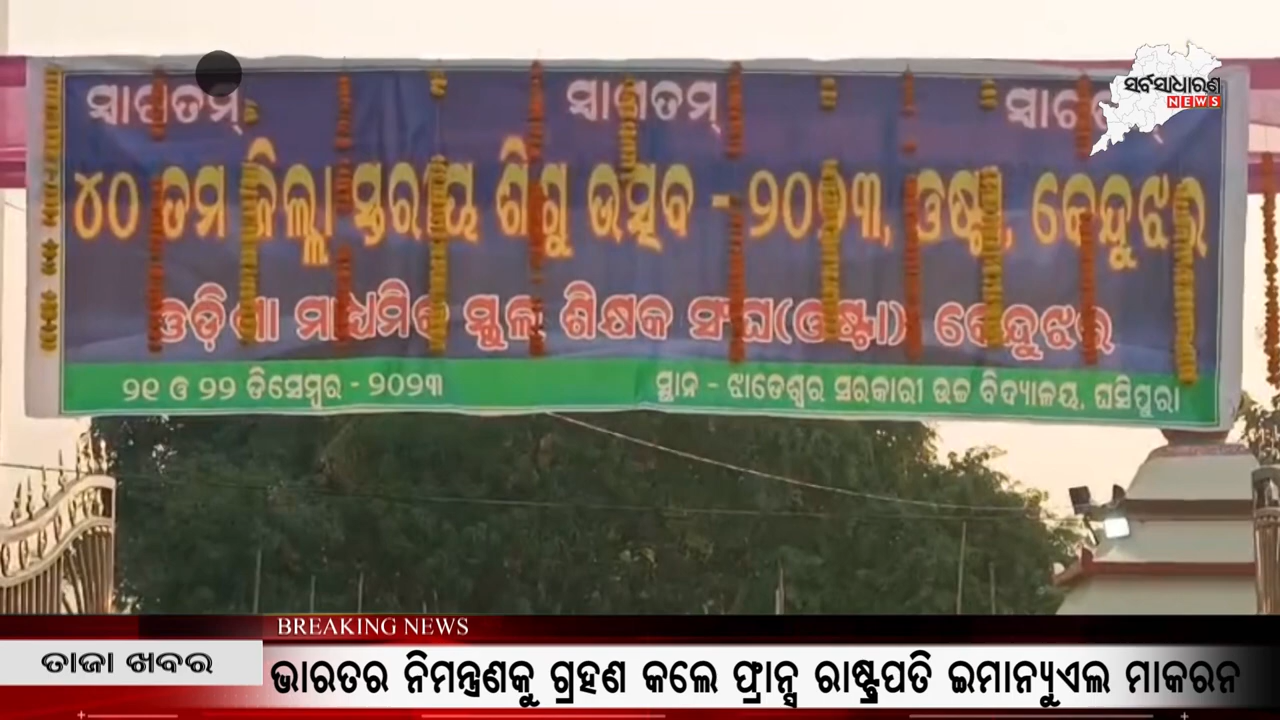 ସ୍ୱାଗତମ୍ ସ୍ୱାଗତମ୍ ସ୍ୱାଗତମ୍
ସର୍ବସାଧାରଣ
NEWS
୪୦ ତମ ଜିଲ୍ଲା ସ୍ତରୀୟ ଶିଶୁ ଉତ୍ସବ - ୨୦୨୩, ଓଷ୍ଟା, କେନ୍ଦୁଝର
ଓଡ଼ିଶା ମାଧ୍ୟମିକ ସ୍କୁଲ ଶିକ୍ଷକ ସଂଘ(ଓଷ୍ଟା) କେନ୍ଦୁଝର
୨୧ ଓ ୨୨ ଡିସେମ୍ବର - ୨୦୨୩ ସ୍ଥାନ - ଝାଡେଶ୍ୱର ସରକାରୀ ଉଚ୍ଚ ବିଦ୍ୟାଳୟ, ଘସିପୁରା
BREAKING NEWS
ତାଜା ଖବର
ଭାରତର ନିମନ୍ତ୍ରଣକୁ ଗ୍ରହଣ କଲେ ଫ୍ରାନ୍ସ ରାଷ୍ଟ୍ରପତି ଇମାନ୍ୟୁଏଲ ମାକରନ